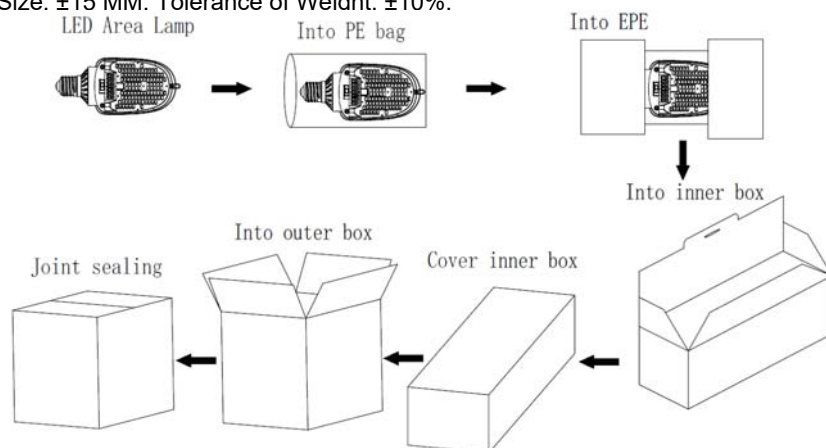 Size: ±15 MM. Tolerance of Weight: ±10%.
LED Area Lamp
Into PE bag
Into EPE
Into inner box
Cover inner box
Into outer box
Joint sealing